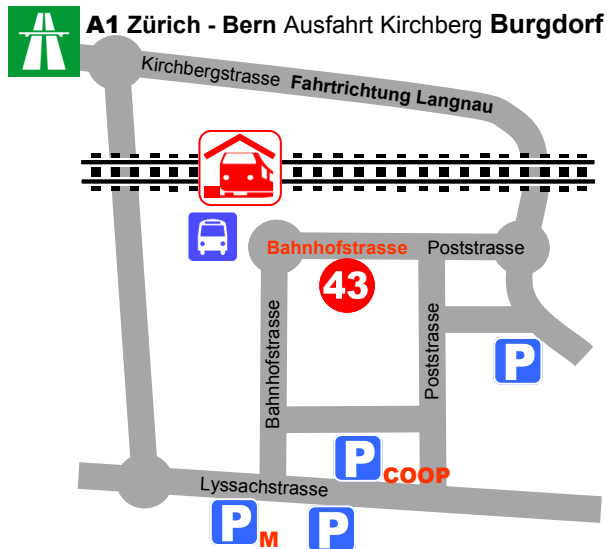 A1 Zürich - Bern Ausfahrt Kirchberg Burgdorf
Kirchbergstrasse Fahrtrichtung Langnau
Bahnhofstrasse Poststrasse
43
Bahnhofstrasse
Poststrasse
P
P COOP
Lyssachstrasse
P M
P